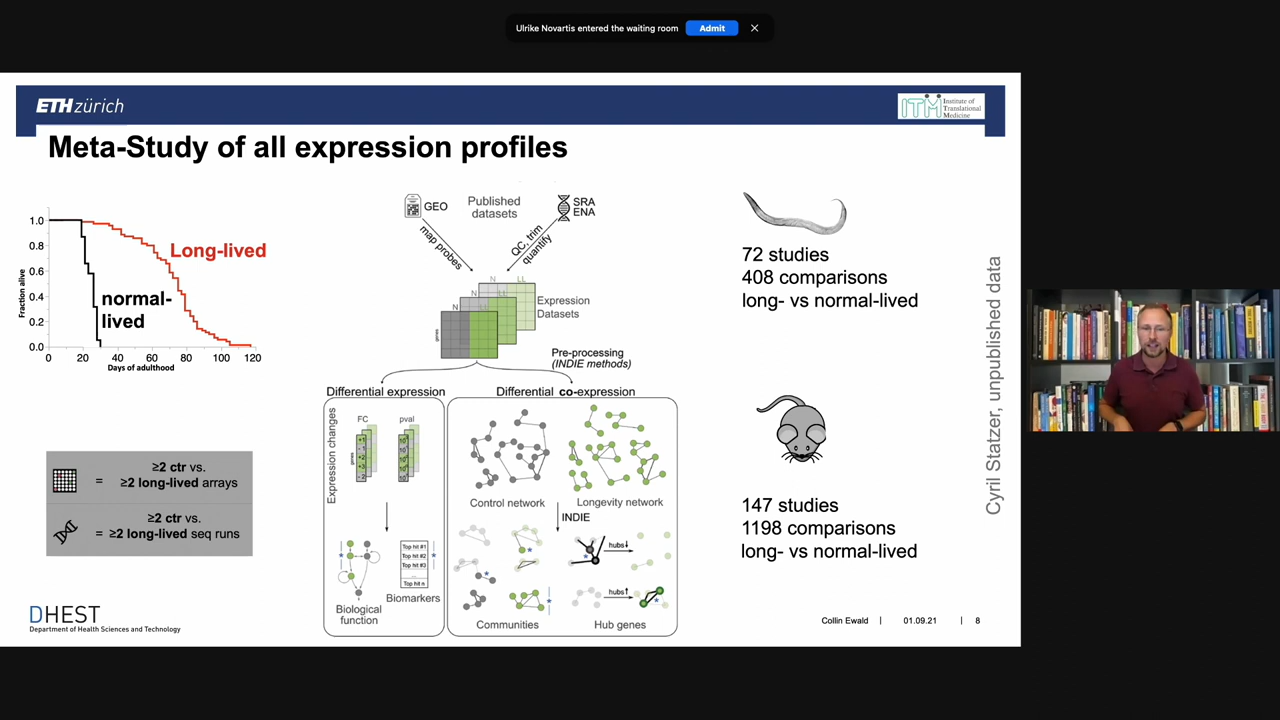 Ulrike Novartis entered the waiting room
Admit
ETH zürich
ITM Institute of
Translational
Medicine
Meta-Study of all expression profiles
Fraction alive
1.0
0.8
0.6
0.4
0.2
0.0
0 20 40 60 80 100 120
Days of adulthood
Long-lived
normal-
lived
≥2 ctr vs.
= ≥2 long-lived arrays
≥2 ctr vs.
= ≥2 long-lived seq runs
DHEST
Department of Health Sciences and Technology
GEO
Published
datasets
SRA
ENA
map probes
QC, trim
quantify
N LL
N LL
N LL
genes
Expression
Datasets
Pre-processing
(INDIE methods)
Differential expression
Differential co-expression
Expression changes
FC
pval
genes
Control network
Longevity network
INDIE
Top hit #1
Top hit #2
Top hit #3
...
Top hit n
Biological
function
Biomarkers
hubs↓
hubs↑
Communities
Hub genes
72 studies
408 comparisons
long- vs normal-lived
147 studies
1198 comparisons
long- vs normal-lived
Cyril Statzer, unpublished data
Collin Ewald | 01.09.21 | 8